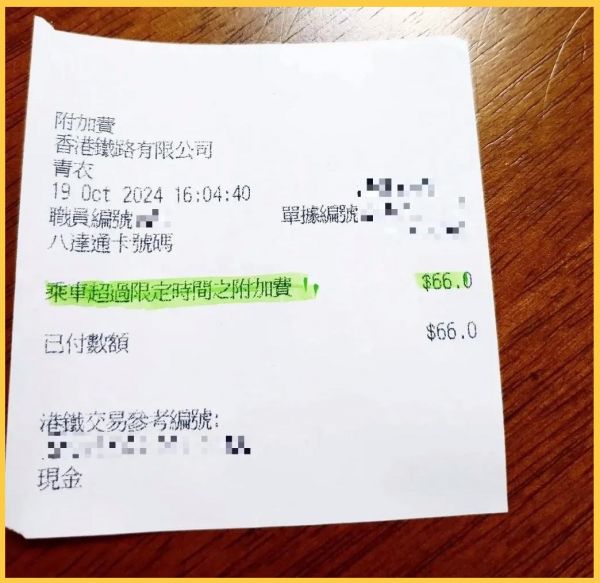 附加費
香港鐵路有限公司
青衣
19 Oct 2024 16:04:40
職員編號 單據編號
八達通卡號碼
乘車超過限定時間之附加費 $66.0
已付數額 $66.0
港鐵交易參考編號:
現金